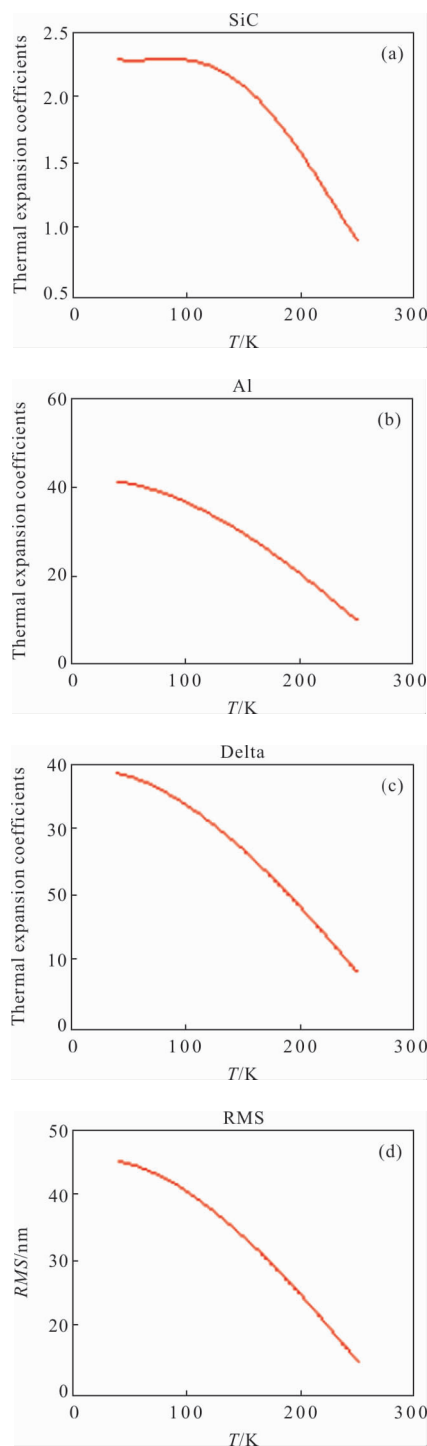 SiC
(a)
2.5
2.0
1.5
1.0
0.5
Thermal expansion coefficients
0 100 200 300
T/K
Al
(b)
60
40
20
0
Thermal expansion coefficients
0 100 200 300
T/K
Delta
(c)
40
30
50
10
0
Thermal expansion coefficients
0 100 200 300
T/K
RMS
(d)
50
40
30
20
0
RMS/nm
0 100 200 300
T/K